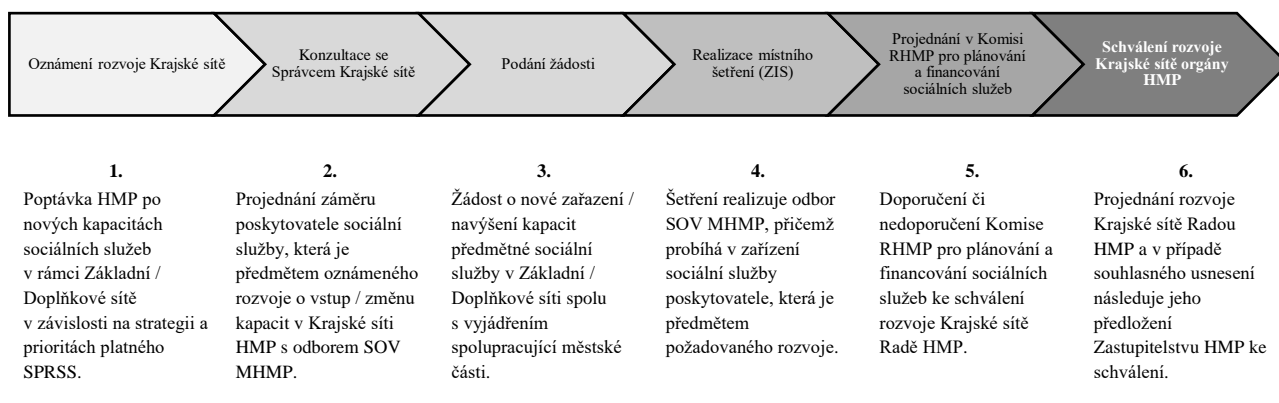 Oznámení rozvoje Krajské sítě
Konzultace se
Správcem Krajské sítě
Podání žádosti
Realizace místního
šetření (ZIS)
Projednání v Komisi
RHMP pro plánování
a financování
sociálních služeb
Schválení rozvoje
Krajské sítě orgány
HMP
1.
Poptávka HMP po
nových kapacitách
sociálních služeb
v rámci Základní /
Doplňkové sítě
v závislosti na strategii a
prioritách platného
SPRSS.
2.
Projednání záměru
poskytovatele sociální
služby, která je
předmětem oznámeného
rozvoje o vstup / změnu
kapacit v Krajské síti
HMP s odborem SOV
MHMP.
3.
Žádost o nové zařazení /
navýšení kapacit
předmětné sociální
služby v Základní /
Doplňkové síti spolu
s vyjádřením
spolupracující městské
části.
4.
Šetření realizuje odbor
SOV MHMP, přičemž
probíhá v zařízení
sociální služby
poskytovatele, která je
předmětem
požadovaného rozvoje.
5.
Doporučení či
nedoporučení Komise
RHMP pro plánování a
financování sociálních
služeb ke schválení
rozvoje Krajské sítě
Radě HMP.
6.
Projednání rozvoje
Krajské sítě Radou
HMP a v případě
souhlasného usnesení
následuje jeho
předložení
Zastupitelstvu HMP ke
schválení.